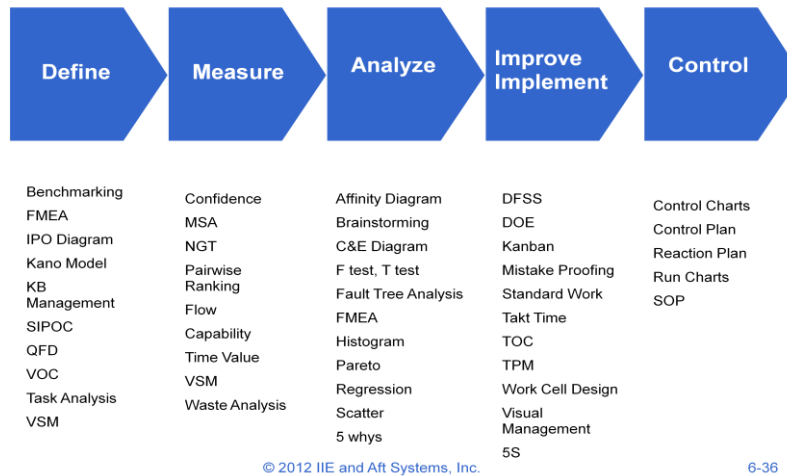 Define
Measure
Analyze
Improve
Implement
Control
Benchmarking
FMEA
IPO Diagram
Kano Model
KB
Management
SIPOC
QFD
VOC
Task Analysis
VSM
Confidence
MSA
NGT
Pairwise
Ranking
Flow
Capability
Time Value
VSM
Waste Analysis
Affinity Diagram
Brainstorming
C&E Diagram
F test, T test
Fault Tree Analysis
FMEA
Histogram
Pareto
Regression
Scatter
5 whys
DFSS
DOE
Kanban
Mistake Proofing
Standard Work
Takt Time
TOC
TPM
Work Cell Design
Visual
Management
5S
Control Charts
Control Plan
Reaction Plan
Run Charts
SOP
© 2012 IIE and Aft Systems, Inc.
6-36